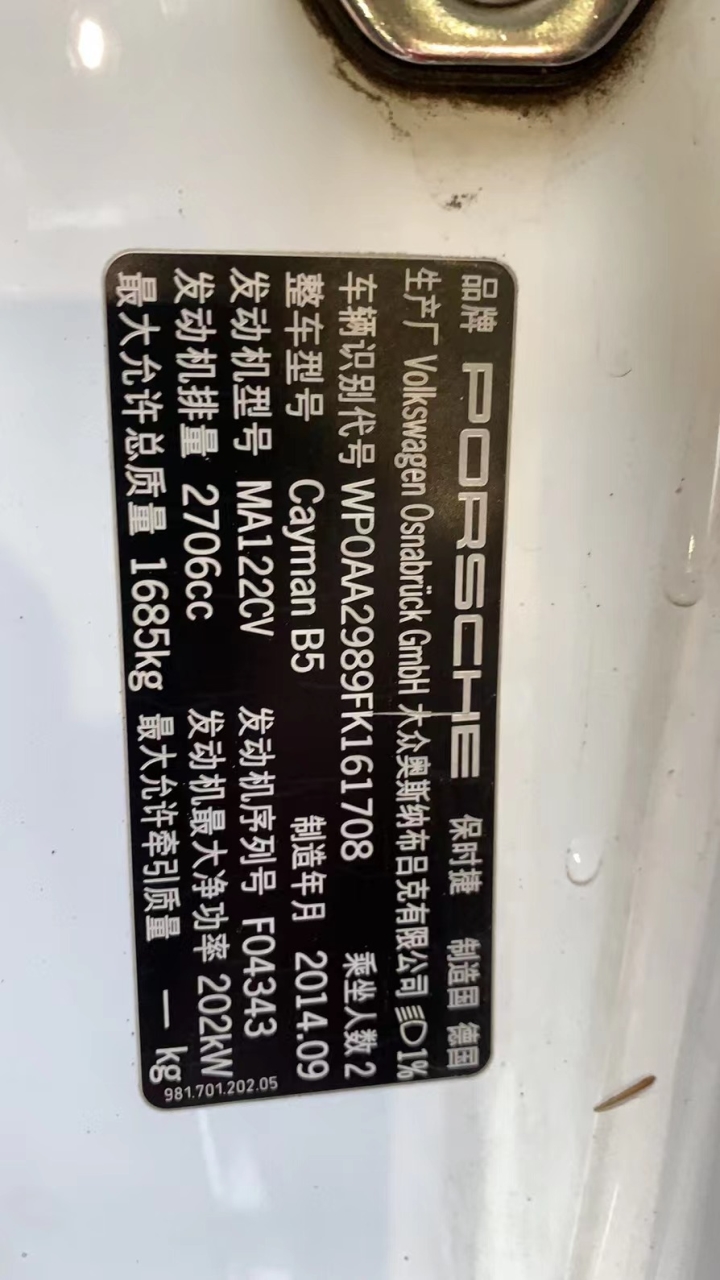 品牌 PORSCHE 保时捷 制造国 德国
生产厂 Volkswagen Osnabrück GmbH 大众奥斯纳布吕克有限公司 1%
车辆识别代号 WP0AA2989FK161708 乘坐人数 2
整车型号 Cayman B5 制造年月 2014.09
发动机型号 MA1.22CV 发动机序列号 F04343
发动机排量 2706cc 发动机最大净功率 202kW
最大允许总质量 1685kg 最大允许牵引质量 — kg
981.701.202.05